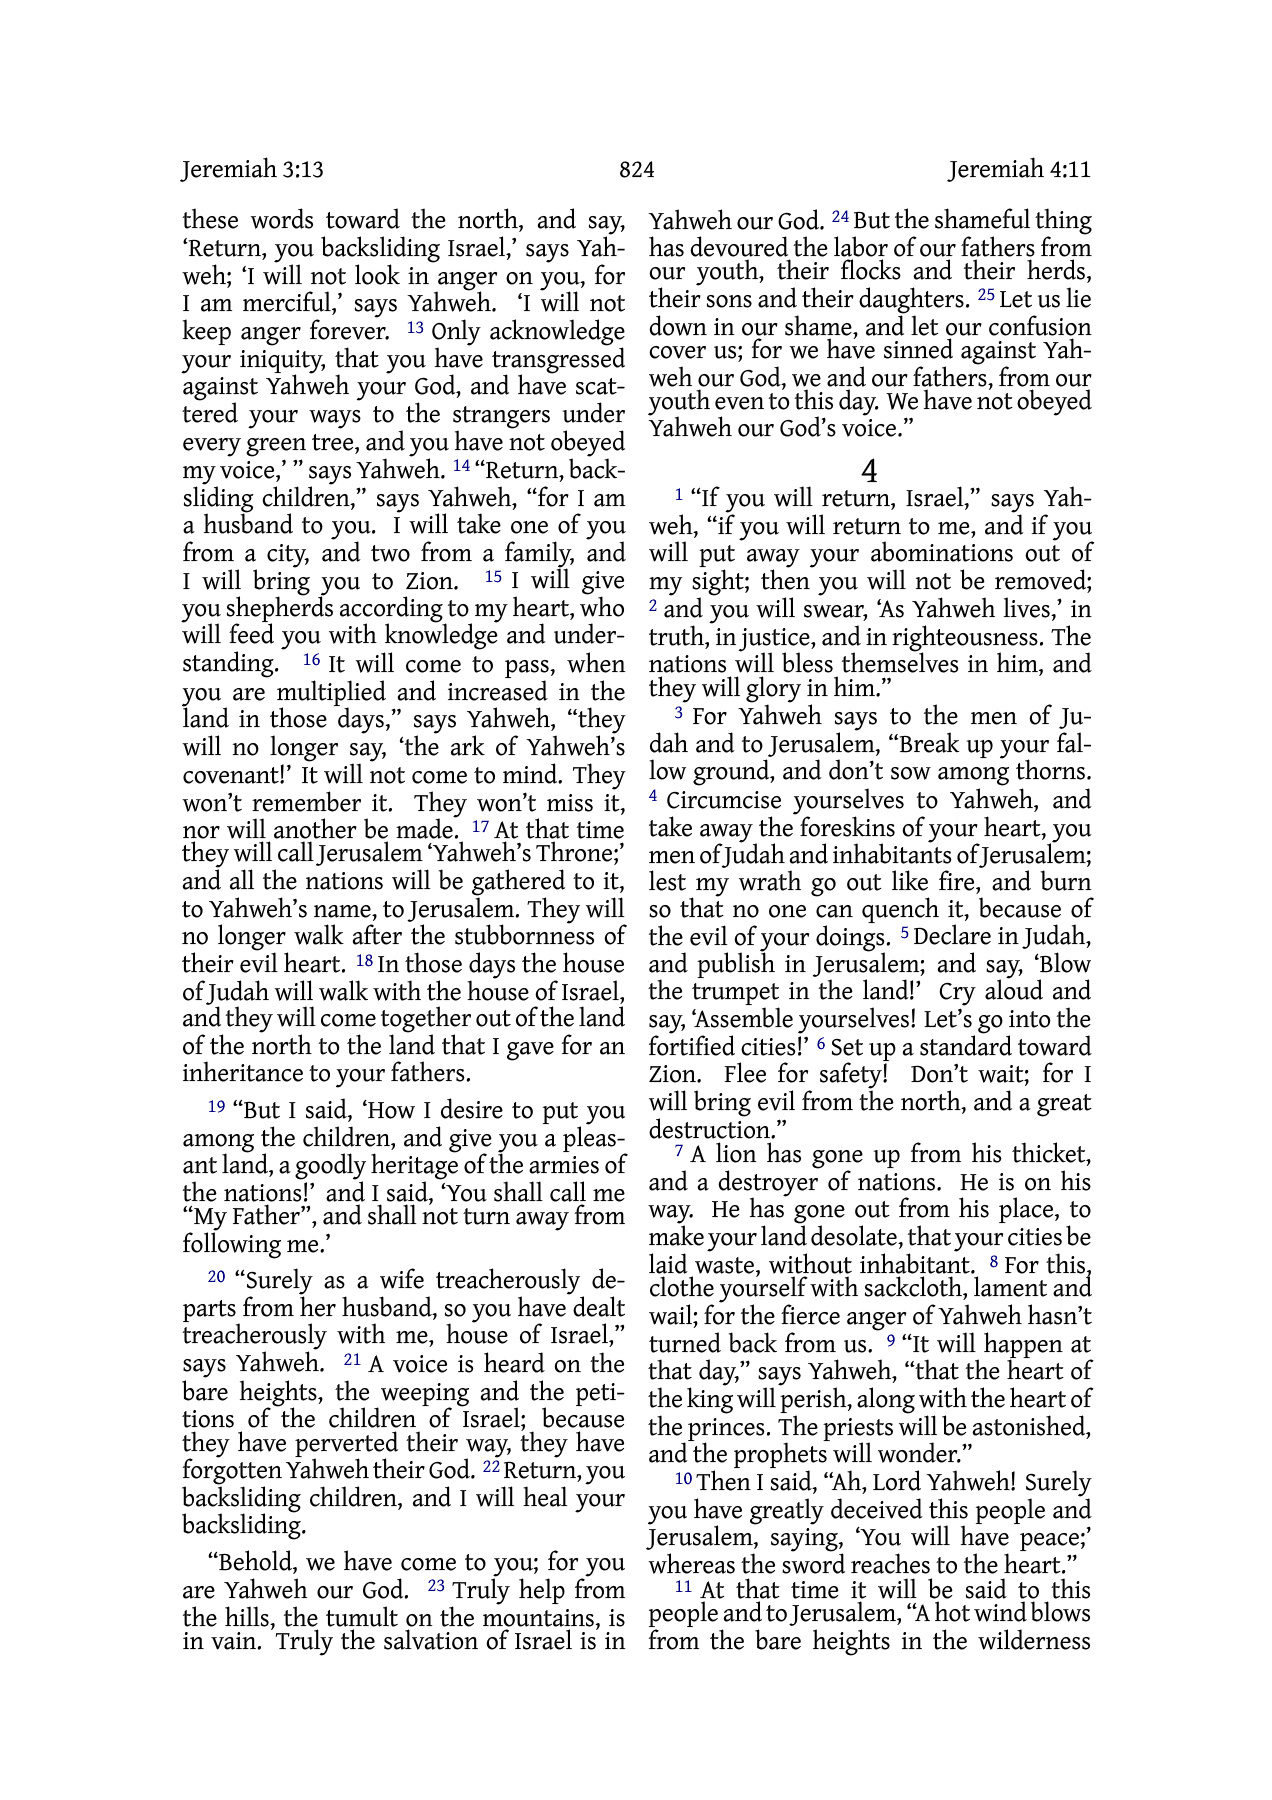 Jeremiah 3:13 824 Jeremiah 4:11
these words toward the north, and say,
‘Return, you backsliding Israel,’ says Yah-
weh; ‘I will not look in anger on you, for
I am merciful,’ says Yahweh. ‘I will not
keep anger forever. 13 Only acknowledge
your iniquity, that you have transgressed
against Yahweh your God, and have scat-
tered your ways to the strangers under
every green tree, and you have not obeyed
my voice,’ ” says Yahweh. 14 “Return, back-
sliding children,” says Yahweh, “for I am
a husband to you. I will take one of you
from a city, and two from a family, and
I will bring you to Zion. 15 I will give
you shepherds according to my heart, who
will feed you with knowledge and under-
standing. 16 It will come to pass, when
you are multiplied and increased in the
land in those days,” says Yahweh, “they
will no longer say, ‘the ark of Yahweh’s
covenant!’ It will not come to mind. They
won’t remember it. They won’t miss it,
nor will another be made. 17 At that time
they will call Jerusalem ‘Yahweh’s Throne;’
and all the nations will be gathered to it,
to Yahweh’s name, to Jerusalem. They will
no longer walk after the stubbornness of
their evil heart. 18 In those days the house
of Judah will walk with the house of Israel,
and they will come together out of the land
of the north to the land that I gave for an
inheritance to your fathers.
19 “But I said, ‘How I desire to put you
among the children, and give you a pleas-
ant land, a goodly heritage of the armies of
the nations!’ and I said, ‘You shall call me
“My Father”, and shall not turn away from
following me.’
20 “Surely as a wife treacherously de-
parts from her husband, so you have dealt
treacherously with me, house of Israel,”
says Yahweh. 21 A voice is heard on the
bare heights, the weeping and the peti-
tions of the children of Israel; because
they have perverted their way, they have
forgotten Yahweh their God. 22 Return, you
backsliding children, and I will heal your
backsliding.
“Behold, we have come to you; for you
are Yahweh our God. 23 Truly help from
the hills, the tumult on the mountains, is
in vain. Truly the salvation of Israel is in
Yahweh our God. 24 But the shameful thing
has devoured the labor of our fathers from
our youth, their flocks and their herds,
their sons and their daughters. 25 Let us lie
down in our shame, and let our confusion
cover us; for we have sinned against Yah-
weh our God, we and our fathers, from our
youth even to this day. We have not obeyed
Yahweh our God’s voice.”
4
1 “If you will return, Israel,” says Yah-
weh, “if you will return to me, and if you
will put away your abominations out of
my sight; then you will not be removed;
2 and you will swear, ‘As Yahweh lives,’ in
truth, in justice, and in righteousness. The
nations will bless themselves in him, and
they will glory in him.”
3 For Yahweh says to the men of Ju-
dah and to Jerusalem, “Break up your fal-
low ground, and don’t sow among thorns.
4 Circumcise yourselves to Yahweh, and
take away the foreskins of your heart, you
men of Judah and inhabitants of Jerusalem;
lest my wrath go out like fire, and burn
so that no one can quench it, because of
the evil of your doings. 5 Declare in Judah,
and publish in Jerusalem; and say, ‘Blow
the trumpet in the land!’ Cry aloud and
say, ‘Assemble yourselves! Let’s go into the
fortified cities!’ 6 Set up a standard toward
Zion. Flee for safety! Don’t wait; for I
will bring evil from the north, and a great
destruction.”
7 A lion has gone up from his thicket,
and a destroyer of nations. He is on his
way. He has gone out from his place, to
make your land desolate, that your cities be
laid waste, without inhabitant. 8 For this,
clothe yourself with sackcloth, lament and
wail; for the fierce anger of Yahweh hasn’t
turned back from us. 9 “It will happen at
that day,” says Yahweh, “that the heart of
the king will perish, along with the heart of
the princes. The priests will be astonished,
and the prophets will wonder.”
10 Then I said, “Ah, Lord Yahweh! Surely
you have greatly deceived this people and
Jerusalem, saying, ‘You will have peace;’
whereas the sword reaches to the heart.”
11 At that time it will be said to this
people and to Jerusalem, “A hot wind blows
from the bare heights in the wilderness